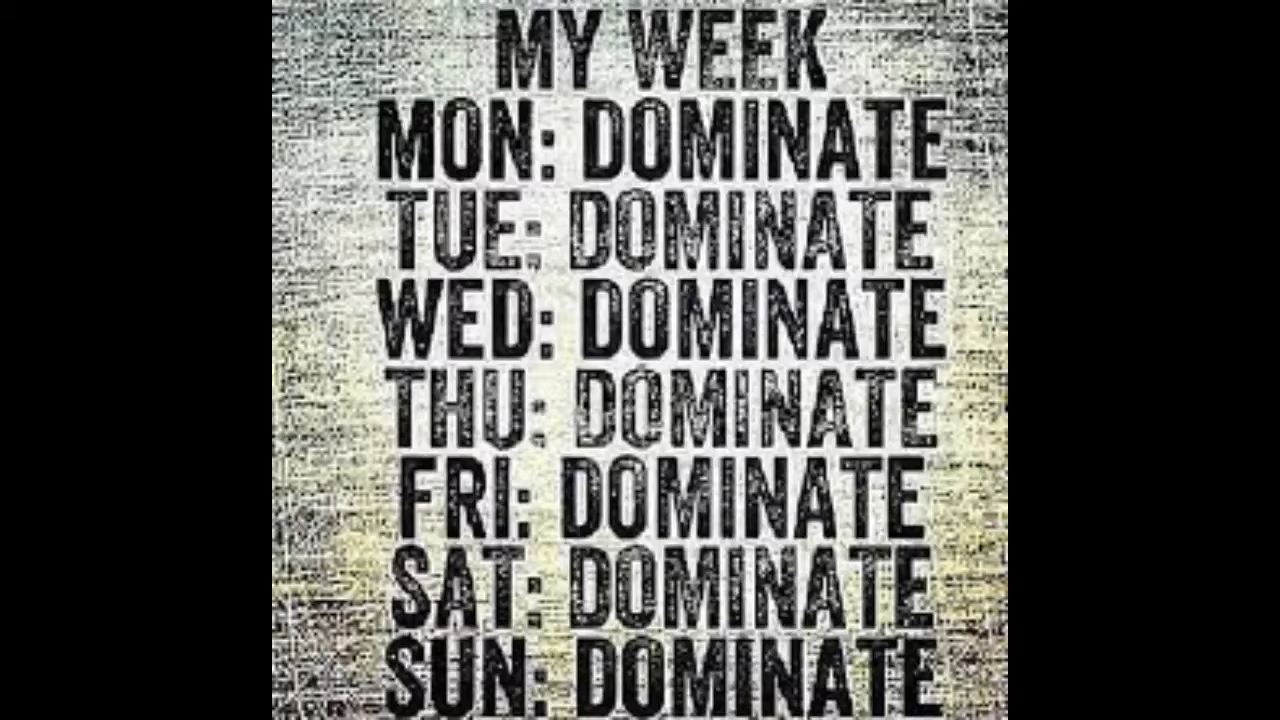 MY WEEK
MON: DOMINATE
TUE: DOMINATE
WED: DOMINATE
THU: DOMINATE
FRI: DOMINATE
SAT: DOMINATE
SUN: DOMINATE